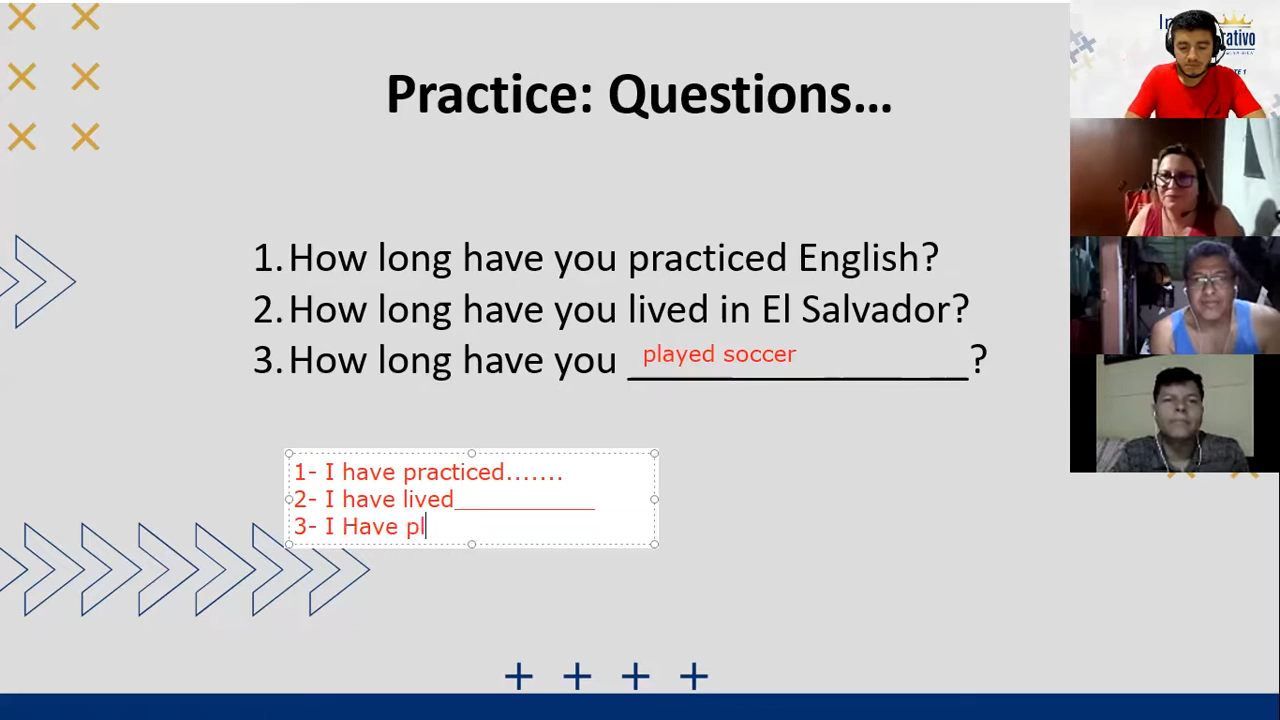 Practice: Questions...
1. How long have you practiced English?
2. How long have you lived in El Salvador?
3. How long have you played soccer ?
1- I have practiced.......
2- I have lived__________
3- I Have pl